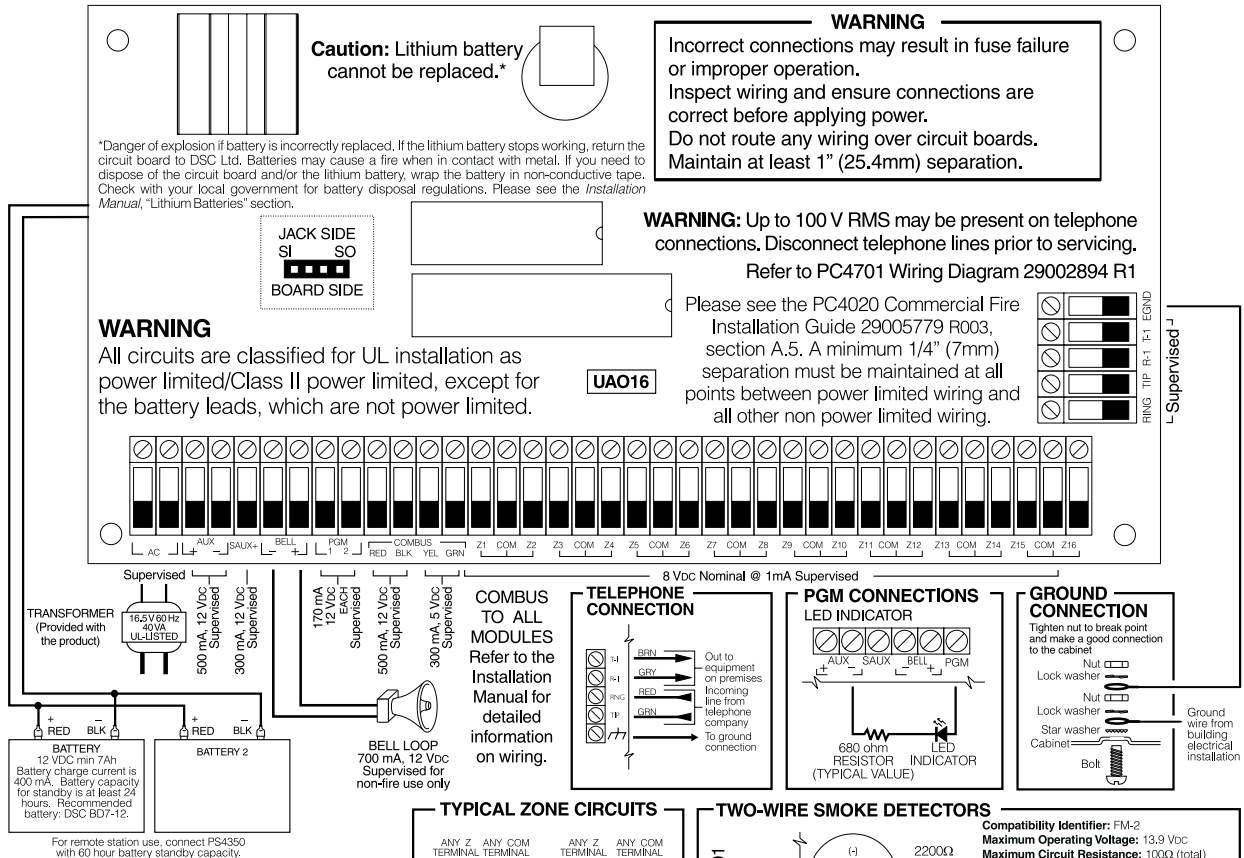 Caution: Lithium battery
cannot be replaced.*
WARNING
Incorrect connections may result in fuse failure
or improper operation.
Inspect wiring and ensure connections are
correct before applying power.
Do not route any wiring over circuit boards.
Maintain at least 1" (25.4mm) separation.
*Danger of explosion if battery is incorrectly replaced. If the lithium battery stops working, return the
circuit board to DSC Ltd. Batteries may cause a fire when in contact with metal. If you need to
dispose of the circuit board and/or the lithium battery, wrap the battery in non-conductive tape.
Check with your local government for battery disposal regulations. Please see the Installation
Manual, "Lithium Batteries" section.
JACK SIDE
SI SO
BOARD SIDE
WARNING: Up to 100 V RMS may be present on telephone
connections. Disconnect telephone lines prior to servicing.
Refer to PC4701 Wiring Diagram 29002894 R1
Please see the PC4020 Commercial Fire
Installation Guide 29005779 R003,
section A.5. A minimum 1/4" (7mm)
separation must be maintained at all
points between power limited wiring and
all other non power limited wiring.
RING TIP R-1 T-1 EGND
Supervised
WARNING
All circuits are classified for UL installation as
power limited/Class II power limited, except for
the battery leads, which are not power limited.
UA016
AC
AUX
+ –
SAUX+
BELL
– +
PGM
1 2
COMBUS
RED BLK YEL GRN
Z1 COM Z2 Z3 COM Z4 Z5 COM Z6 Z7 COM Z8 Z9 COM Z10 Z11 COM Z12 Z13 COM Z14 Z15 COM Z16
8 VDC Nominal @ 1mA Supervised
Supervised
TRANSFORMER
(Provided with
the product)
16.5V 60 Hz
40VA
UL-LISTED
500 mA, 12 VDC
Supervised
300 mA, 12 VDC
Supervised
170 mA
12 VDC
EACH
Supervised
500 mA, 12 VDC
Supervised
300 mA, 5 VDC
Supervised
COMBUS
TO ALL
MODULES
Refer to the
Installation
Manual for
detailed
information
on wiring.
BELL LOOP
700 mA, 12 VDC
Supervised for
non-fire use only
+ –
RED BLK
BATTERY
12 VDC min 7Ah
Battery charge current is
400 mA. Battery capacity
for standby is at least 24
hours. Recommended
battery: DSC BD7-12.
+ –
RED BLK
BATTERY 2
For remote station use, connect PS4350
with 60 hour battery standby capacity.
TELEPHONE
CONNECTION
T-1 BRN
R-1 GRY
RING RED
TIP GRN
Out to
equipment
on premises
Incoming
line from
telephone
company
To ground
connection
PGM CONNECTIONS
LED INDICATOR
AUX SAUX BELL PGM
+ – – +
680 ohm
RESISTOR
(TYPICAL VALUE)
LED
INDICATOR
GROUND
CONNECTION
Tighten nut to break point
and make a good connection
to the cabinet
Nut
Lock washer
Nut
Lock washer
Star washer
Cabinet
Bolt
Ground
wire from
building
electrical
installation
TYPICAL ZONE CIRCUITS
ANY Z ANY COM
TERMINAL TERMINAL
ANY Z ANY COM
TERMINAL TERMINAL
TWO-WIRE SMOKE DETECTORS
(-)
2200Ω
Compatibility Identifier: FM-2
Maximum Operating Voltage: 13.9 VDC
Maximum Circuit Resistance: 100Ω (total)